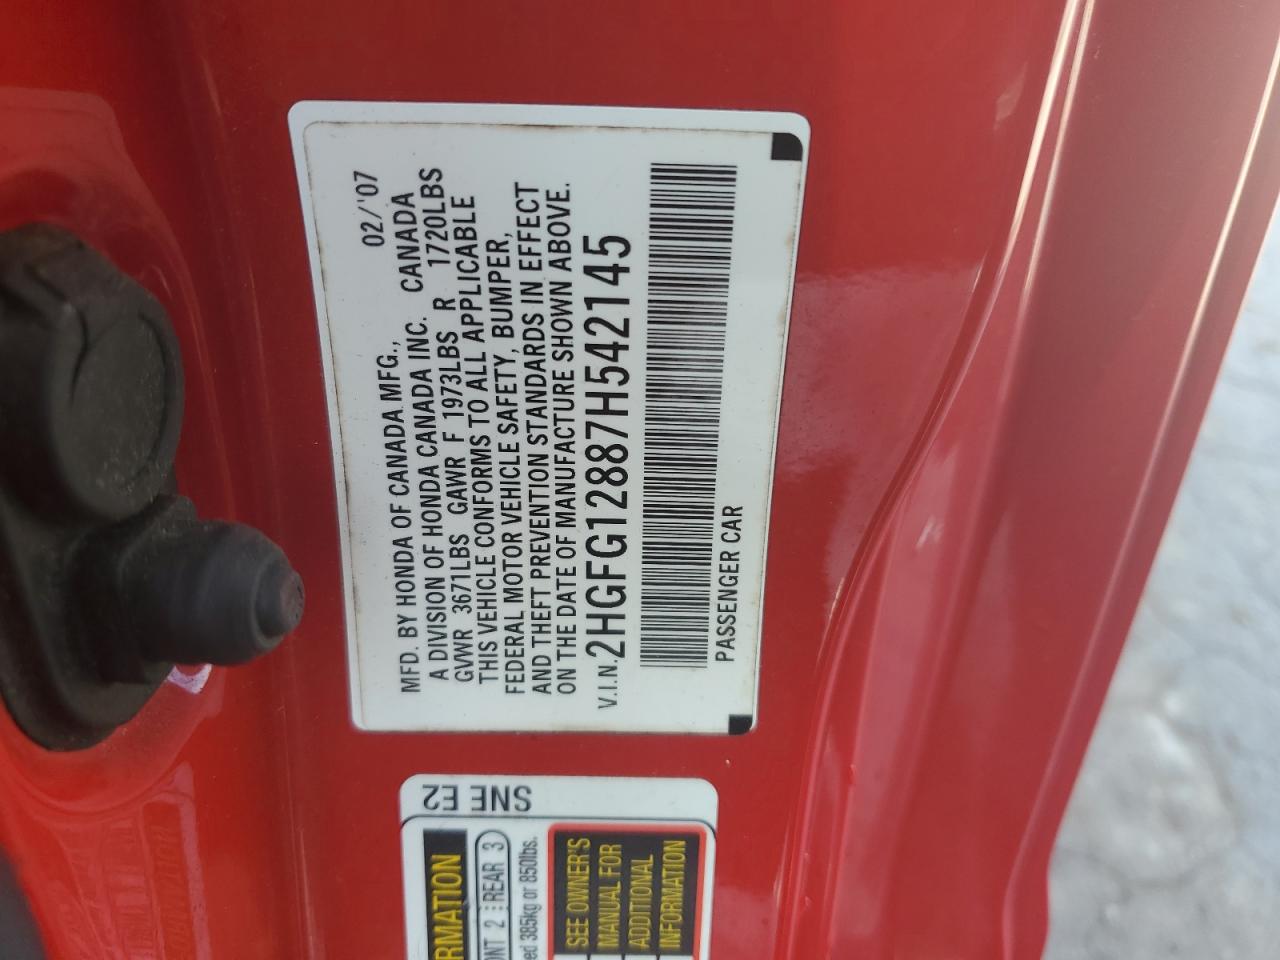 02/'07
MFD. BY HONDA OF CANADA MFG.,
A DIVISION OF HONDA CANADA INC. CANADA
GVWR 3671LBS GAWR F 1973LBS R 1720LBS
THIS VEHICLE CONFORMS TO ALL APPLICABLE
FEDERAL MOTOR VEHICLE SAFETY, BUMPER,
AND THEFT PREVENTION STANDARDS IN EFFECT
ON THE DATE OF MANUFACTURE SHOWN ABOVE.
V.I.N. 2HGFG12887H542145
PASSENGER CAR
SNE E2
RMATION
ONT 2 REAR 3
ed 385kg or 850lbs.
SEE OWNER'S
MANUAL FOR
ADDITIONAL
INFORMATION